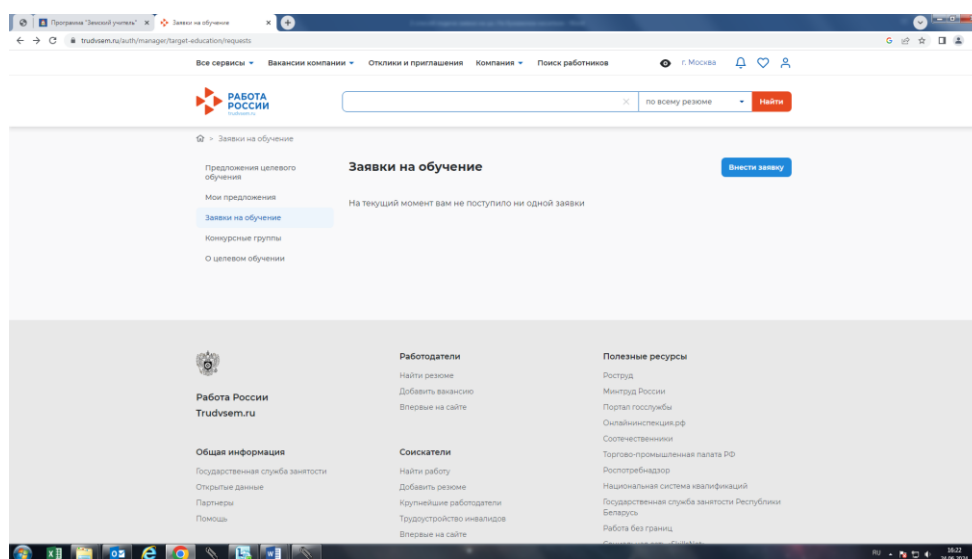 Программа "Земский учитель"
Заявки на обучение
trudvsem.ru/auth/manager/target-education/requests
Все сервисы Вакансии компании Отклики и приглашения Компания Поиск работников г. Москва
РАБОТА
РОССИИ
trudvsem.ru
по всему резюме Найти
> Заявки на обучение
Предложения целевого
обучения
Мои предложения
Заявки на обучение
Конкурсные группы
О целевом обучении
Заявки на обучение
Внести заявку
На текущий момент вам не поступило ни одной заявки
Работа России
Trudvsem.ru
Работодатели
Найти резюме
Добавить вакансию
Впервые на сайте
Полезные ресурсы
Роструд
Минтруд России
Портал госслужбы
Онлайнинспекция.рф
Соотечественники
Торгово-промышленная палата РФ
Роспотребнадзор
Национальная система квалификаций
Государственная служба занятости Республики
Беларусь
Работа без границ
Общая информация
Государственная служба занятости
Открытые данные
Партнеры
Помощь
Соискатели
Найти работу
Добавить резюме
Крупнейшие работодатели
Трудоустройство инвалидов
Впервые на сайте
RU
16:22